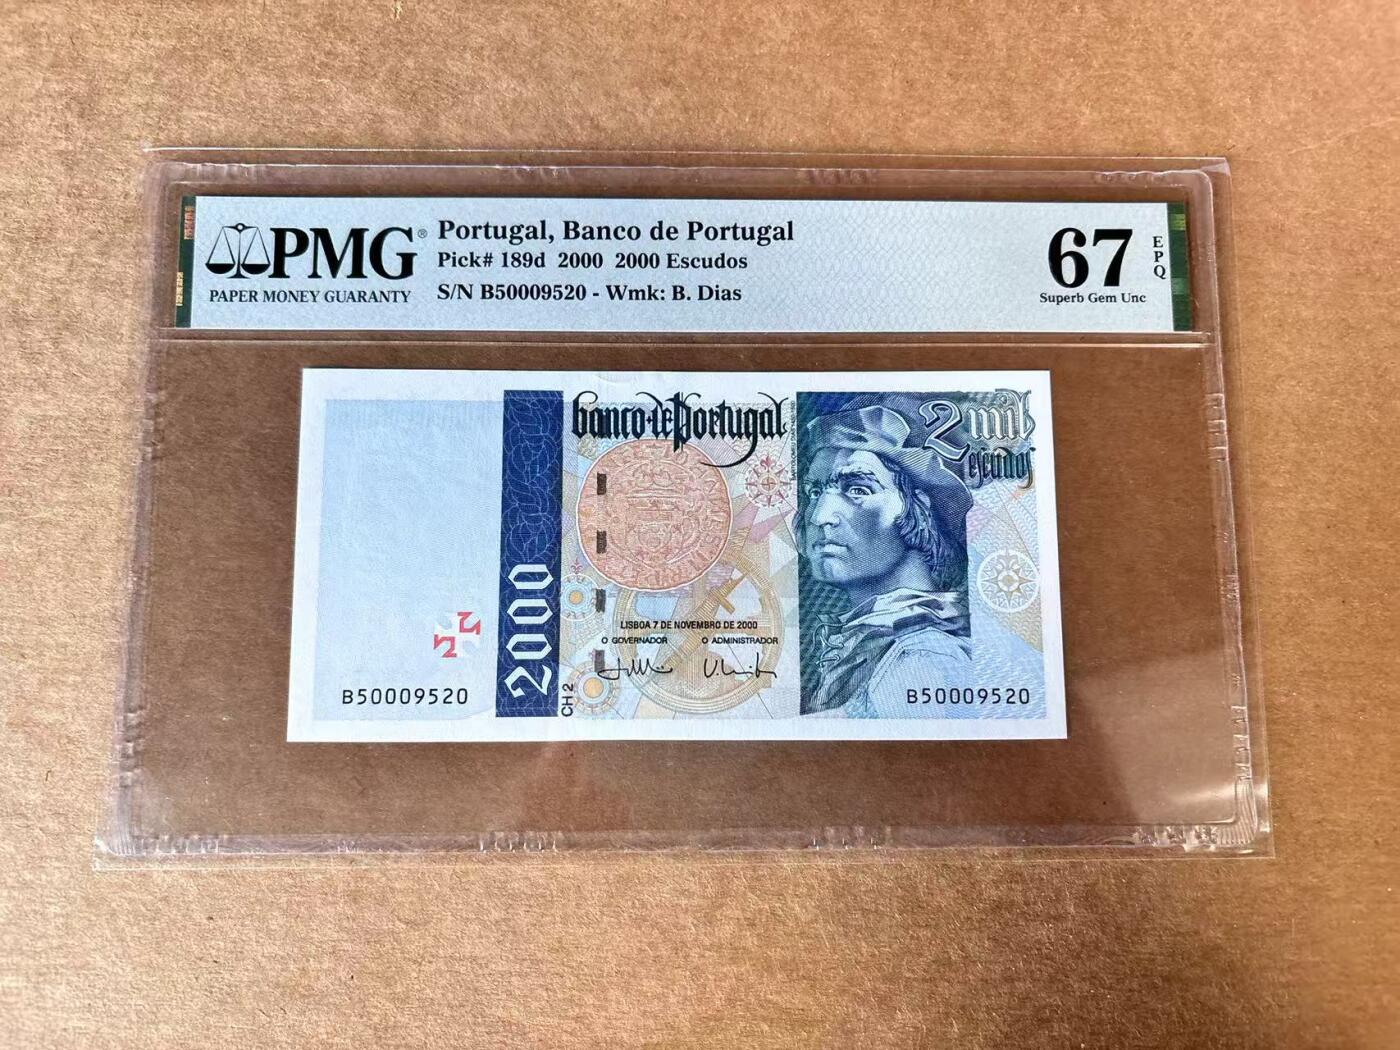 PMG®
PAPER MONEY GUARANTY
Portugal, Banco de Portugal
Pick# 189d 2000 2000 Escudos
S/N B50009520 - Wmk: B. Dias
67
EPQ
Superb Gem Unc
banco de Portugal
2 mil
escudos
2000
LISBOA 7 DE NOVEMBRO DE 2000
O GOVERNADOR O ADMINISTRADOR
CH 2
B50009520
B50009520